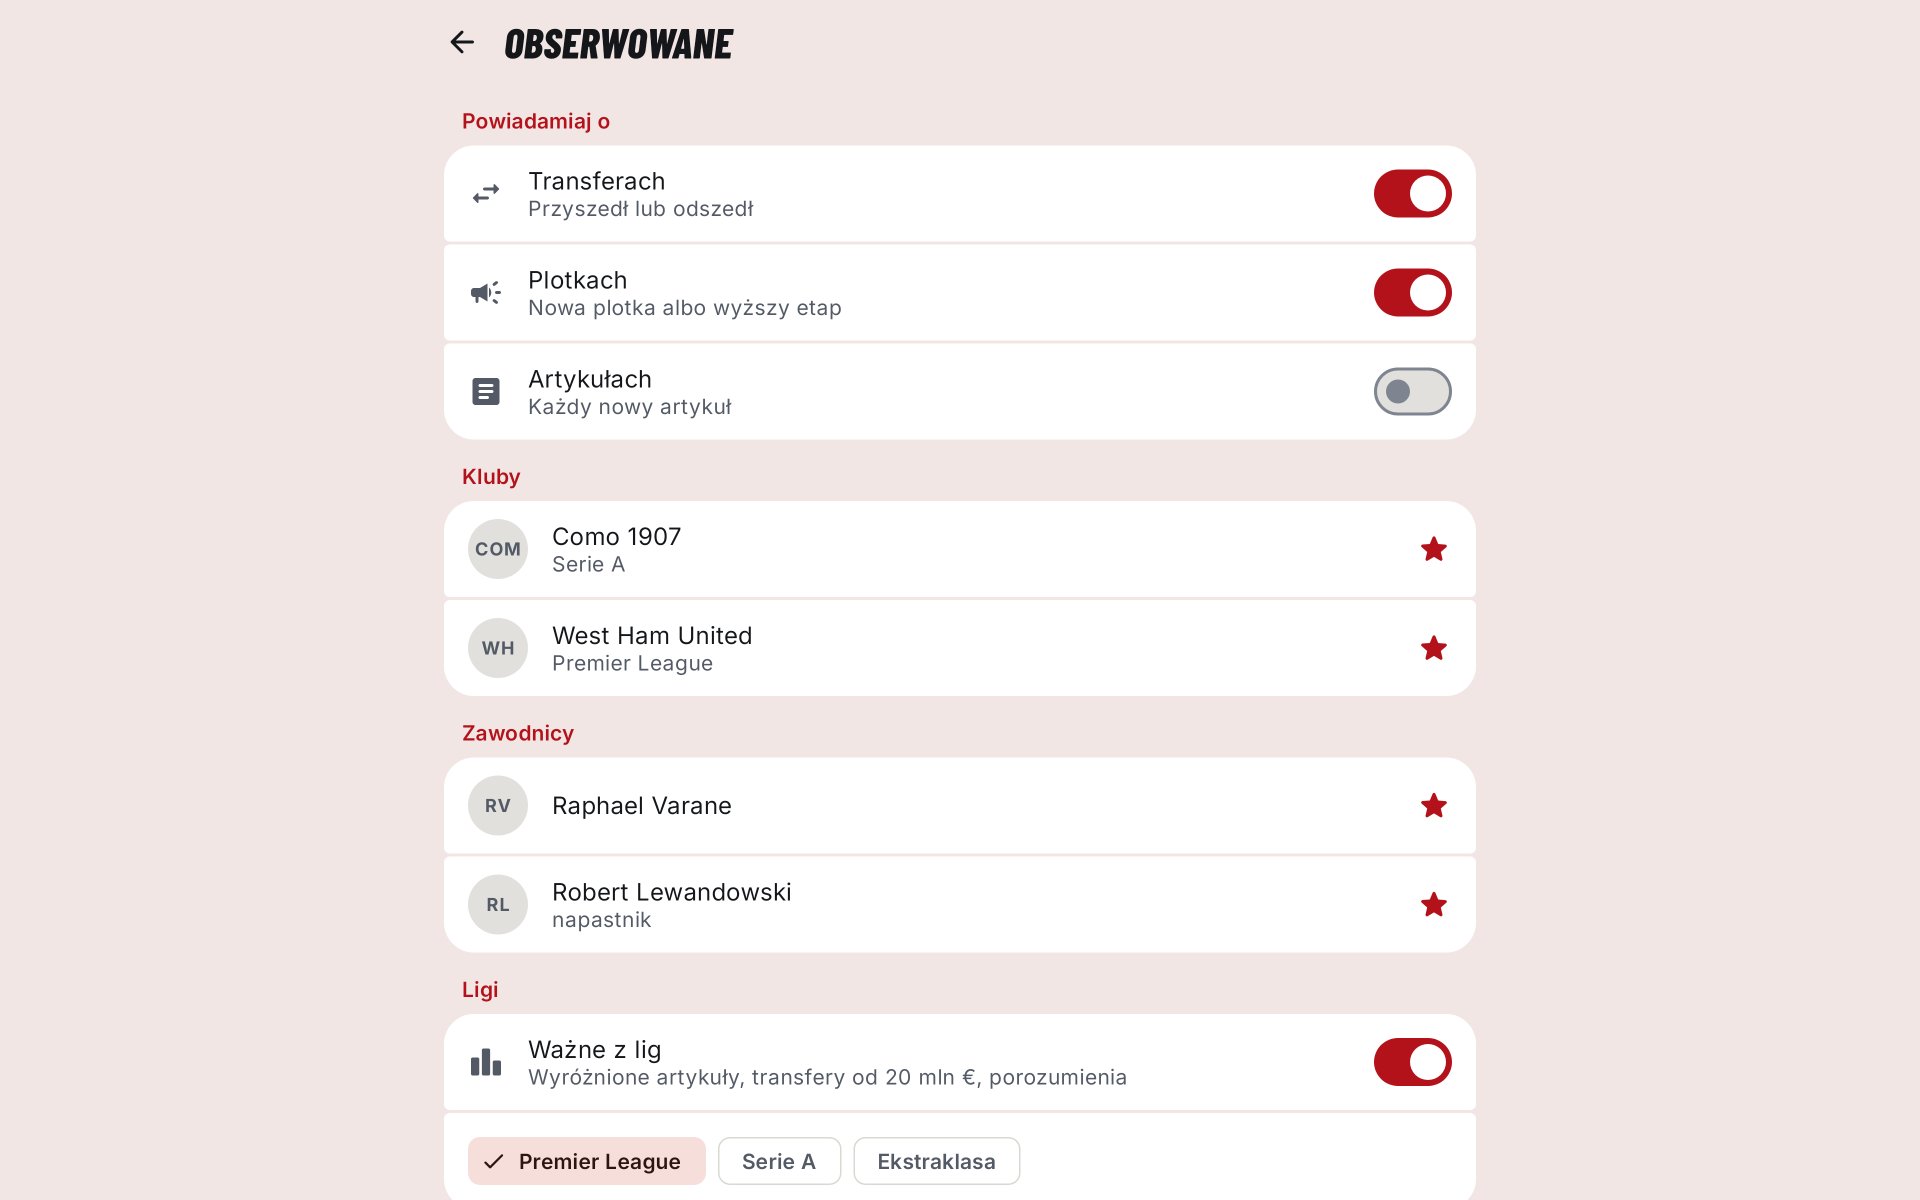 OBSERWOWANE
Powiadamiaj o
Transferach
Przyszedł lub odszedł
Plotkach
Nowa plotka albo wyższy etap
Artykułach
Każdy nowy artykuł
Kluby
COM
Como 1907
Serie A
WH
West Ham United
Premier League
Zawodnicy
RV
Raphael Varane
RL
Robert Lewandowski
napastnik
Ligi
Ważne z lig
Wyróżnione artykuły, transfery od 20 mln €, porozumienia
Premier League
Serie A
Ekstraklasa